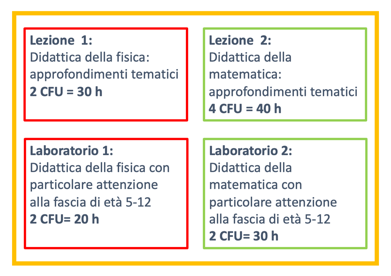 Lezione  1:
Didattica della fisica:
approfondimenti tematici
2 CFU = 30 h
Lezione  2:
Didattica della
matematica:
approfondimenti tematici
4 CFU = 40 h
Laboratorio 1:
Didattica della fisica con
particolare attenzione
alla fascia di età 5-12
2 CFU= 20 h
Laboratorio 2:
Didattica della
matematica con
particolare attenzione
alla fascia di età 5-12
2 CFU= 30 h